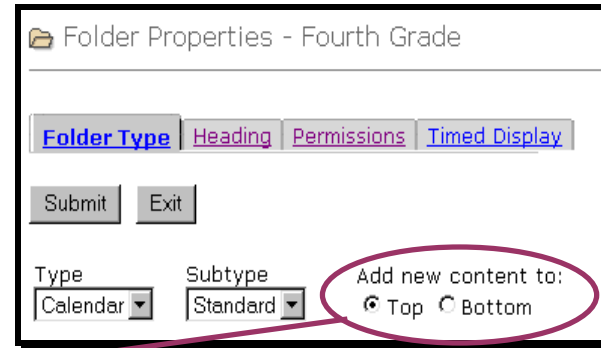 Folder Properties - Fourth Grade
Folder Type Heading Permissions Timed Display
Submit Exit
Type Subtype Add new content to:
Calendar Standard Top Bottom